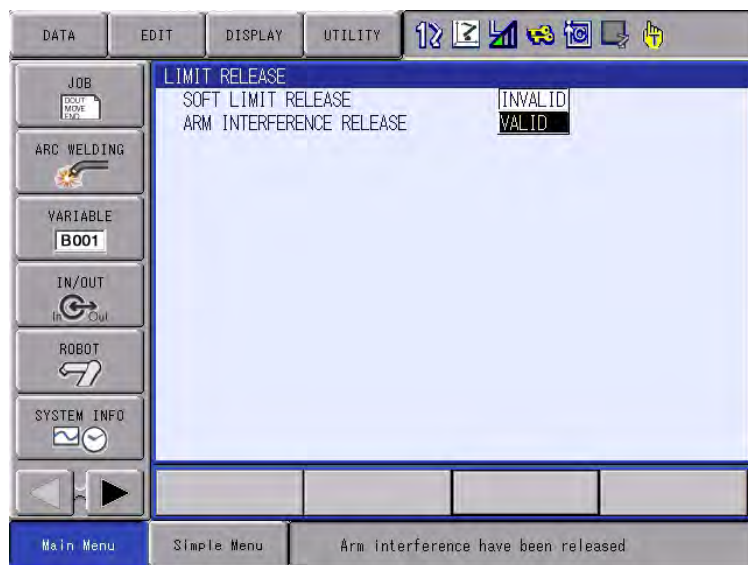 DATA EDIT DISPLAY UTILITY
JOB
DOUT
MOVE
END
ARC WELDING
VARIABLE
B001
IN/OUT
In Out
ROBOT
SYSTEM INFO
LIMIT RELEASE
SOFT LIMIT RELEASE INVALID
ARM INTERFERENCE RELEASE VALID
Main Menu Simple Menu Arm interference have been released